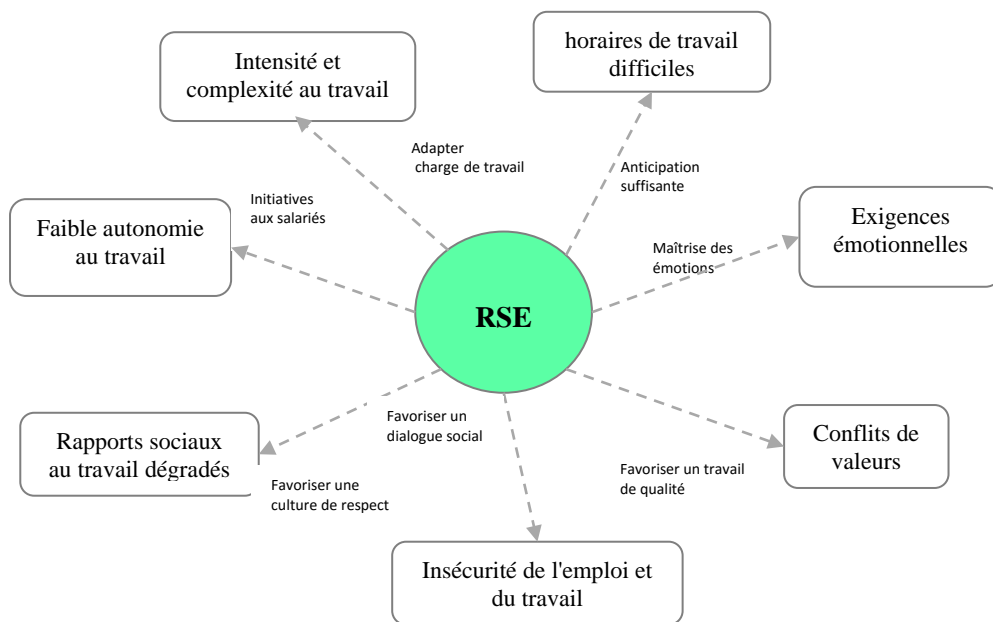 Intensité et
complexité au travail
horaires de travail
difficiles
Adapter
charge de travail
Anticipation
suffisante
Initiatives
aux salariés
Faible autonomie
au travail
Exigences
émotionnelles
Maîtrise des
émotions
RSE
Rapports sociaux
au travail dégradés
Favoriser un
dialogue social
Conflits de
valeurs
Favoriser une
culture de respect
Favoriser un travail
de qualité
Insécurité de l'emploi et
du travail